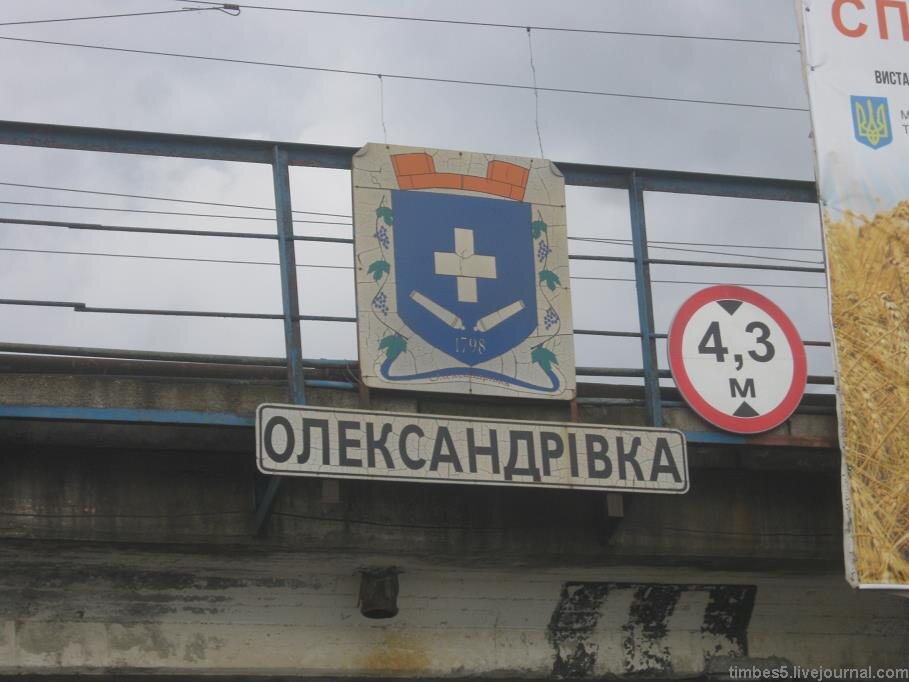 СП
ВИСТА
М
Т
1798
ОЛЕКСАНДРІВКА
4,3
м
timbes5.livejournal.com